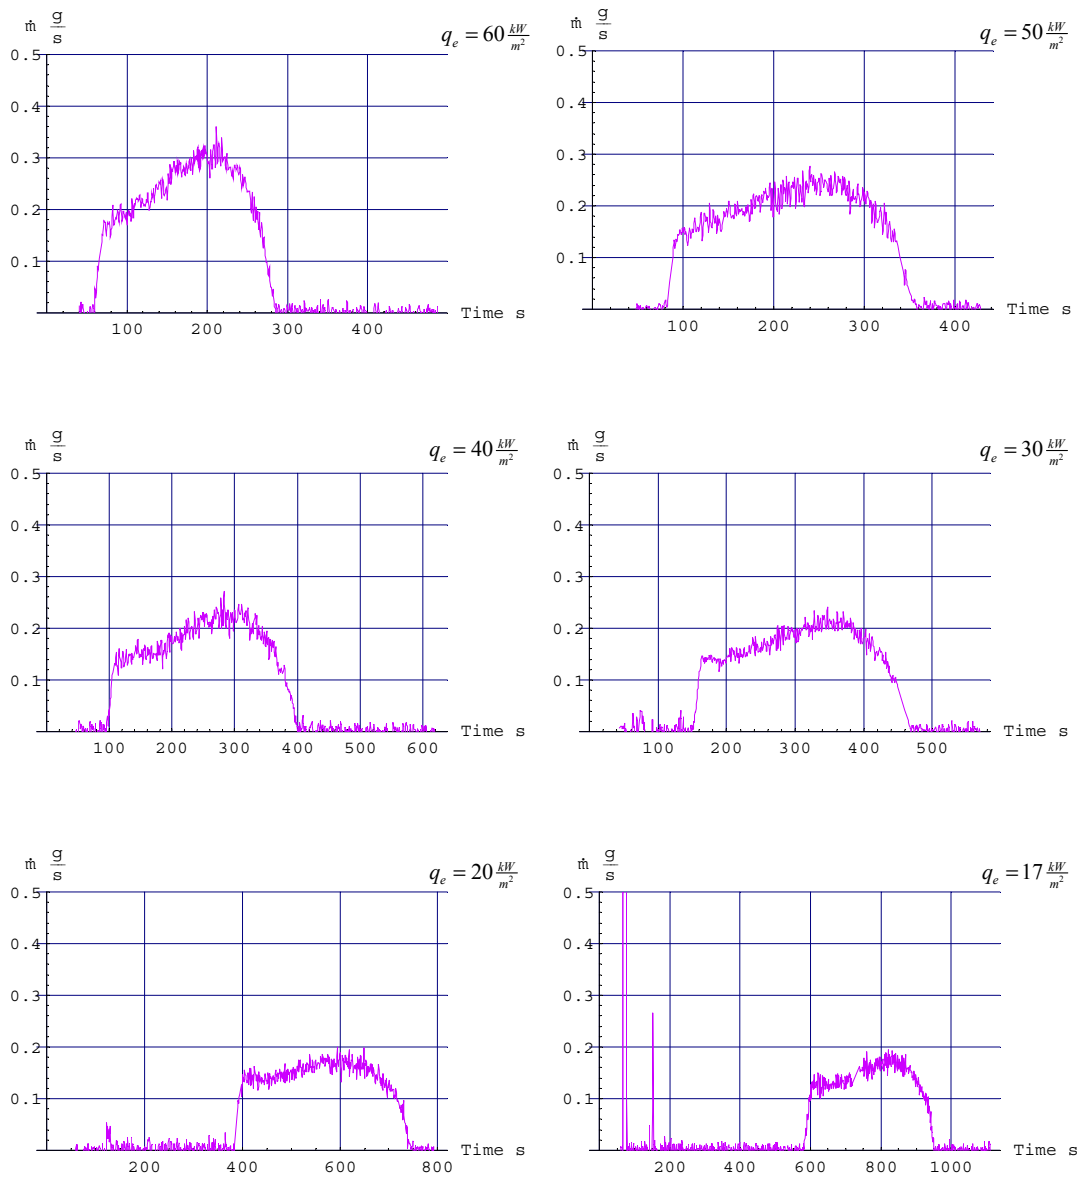 ṁ g/s
q_e = 60 kW/m²
0.5
0.4
0.3
0.2
0.1
100 200 300 400
Time s
ṁ g/s
q_e = 50 kW/m²
0.5
0.4
0.3
0.2
0.1
100 200 300 400
Time s
ṁ g/s
q_e = 40 kW/m²
0.5
0.4
0.3
0.2
0.1
100 200 300 400 500 600
Time s
ṁ g/s
q_e = 30 kW/m²
0.5
0.4
0.3
0.2
0.1
100 200 300 400 500
Time s
ṁ g/s
q_e = 20 kW/m²
0.5
0.4
0.3
0.2
0.1
200 400 600 800
Time s
ṁ g/s
q_e = 17 kW/m²
0.5
0.4
0.3
0.2
0.1
200 400 600 800 1000
Time s